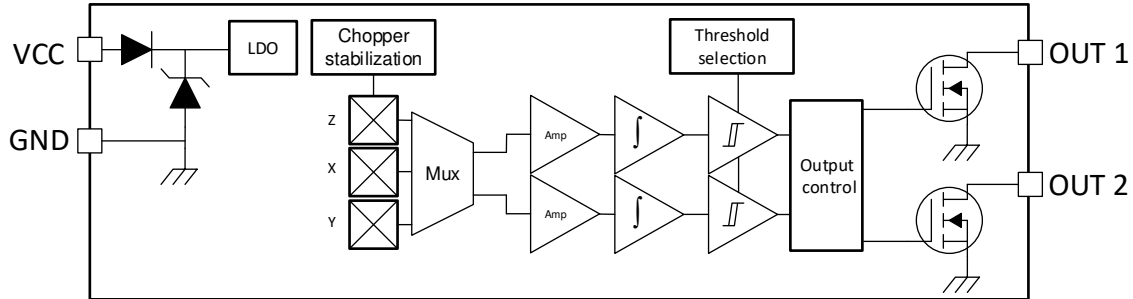 VCC
GND
LDO
Chopper
stabilization
Z
X
Y
Mux
Amp
∫
Amp
∫
Threshold
selection
Output
control
OUT 1
OUT 2